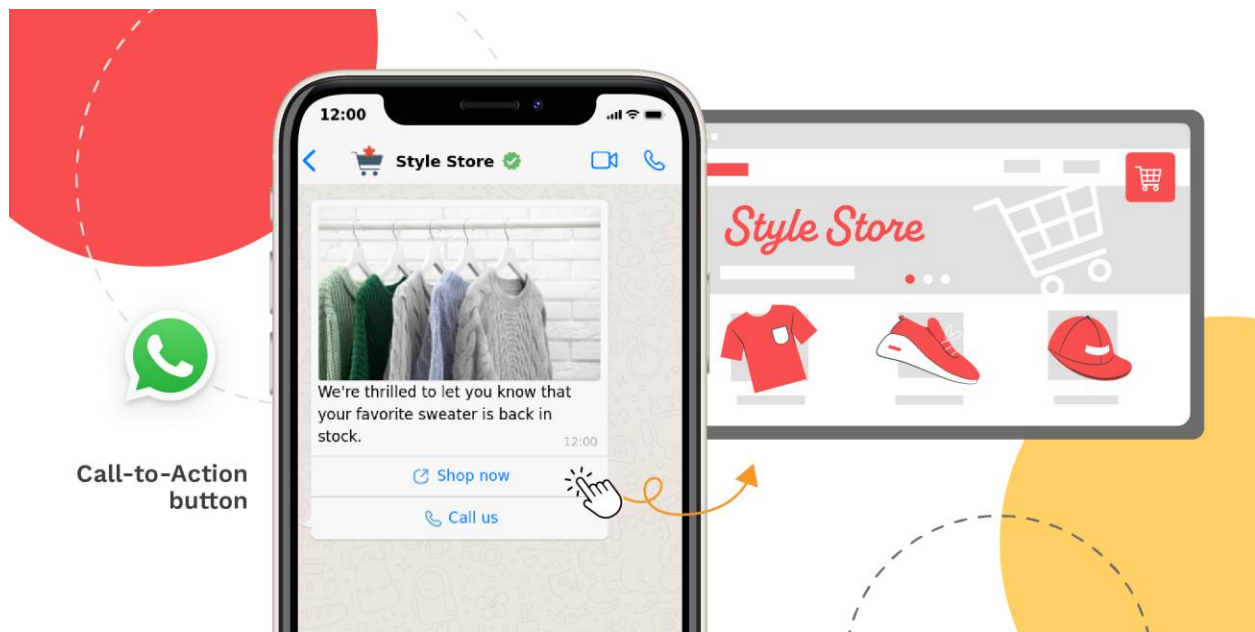 12:00
Style Store
We're thrilled to let you know that
your favorite sweater is back in
stock.
12:00
Shop now
Call us
Call-to-Action
button
Style Store